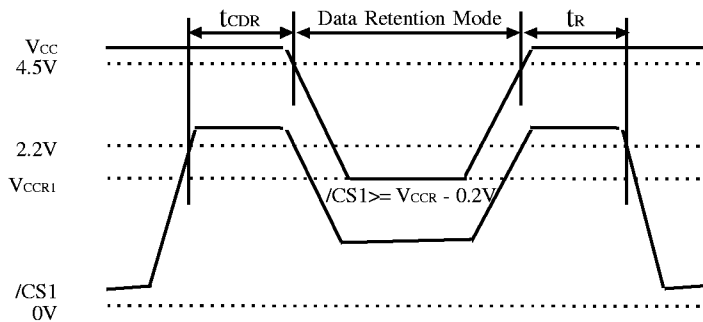 tCDR Data Retention Mode tR
VCC
4.5V
2.2V
VCCR1
/CS1>= VCCR - 0.2V
/CS1
0V